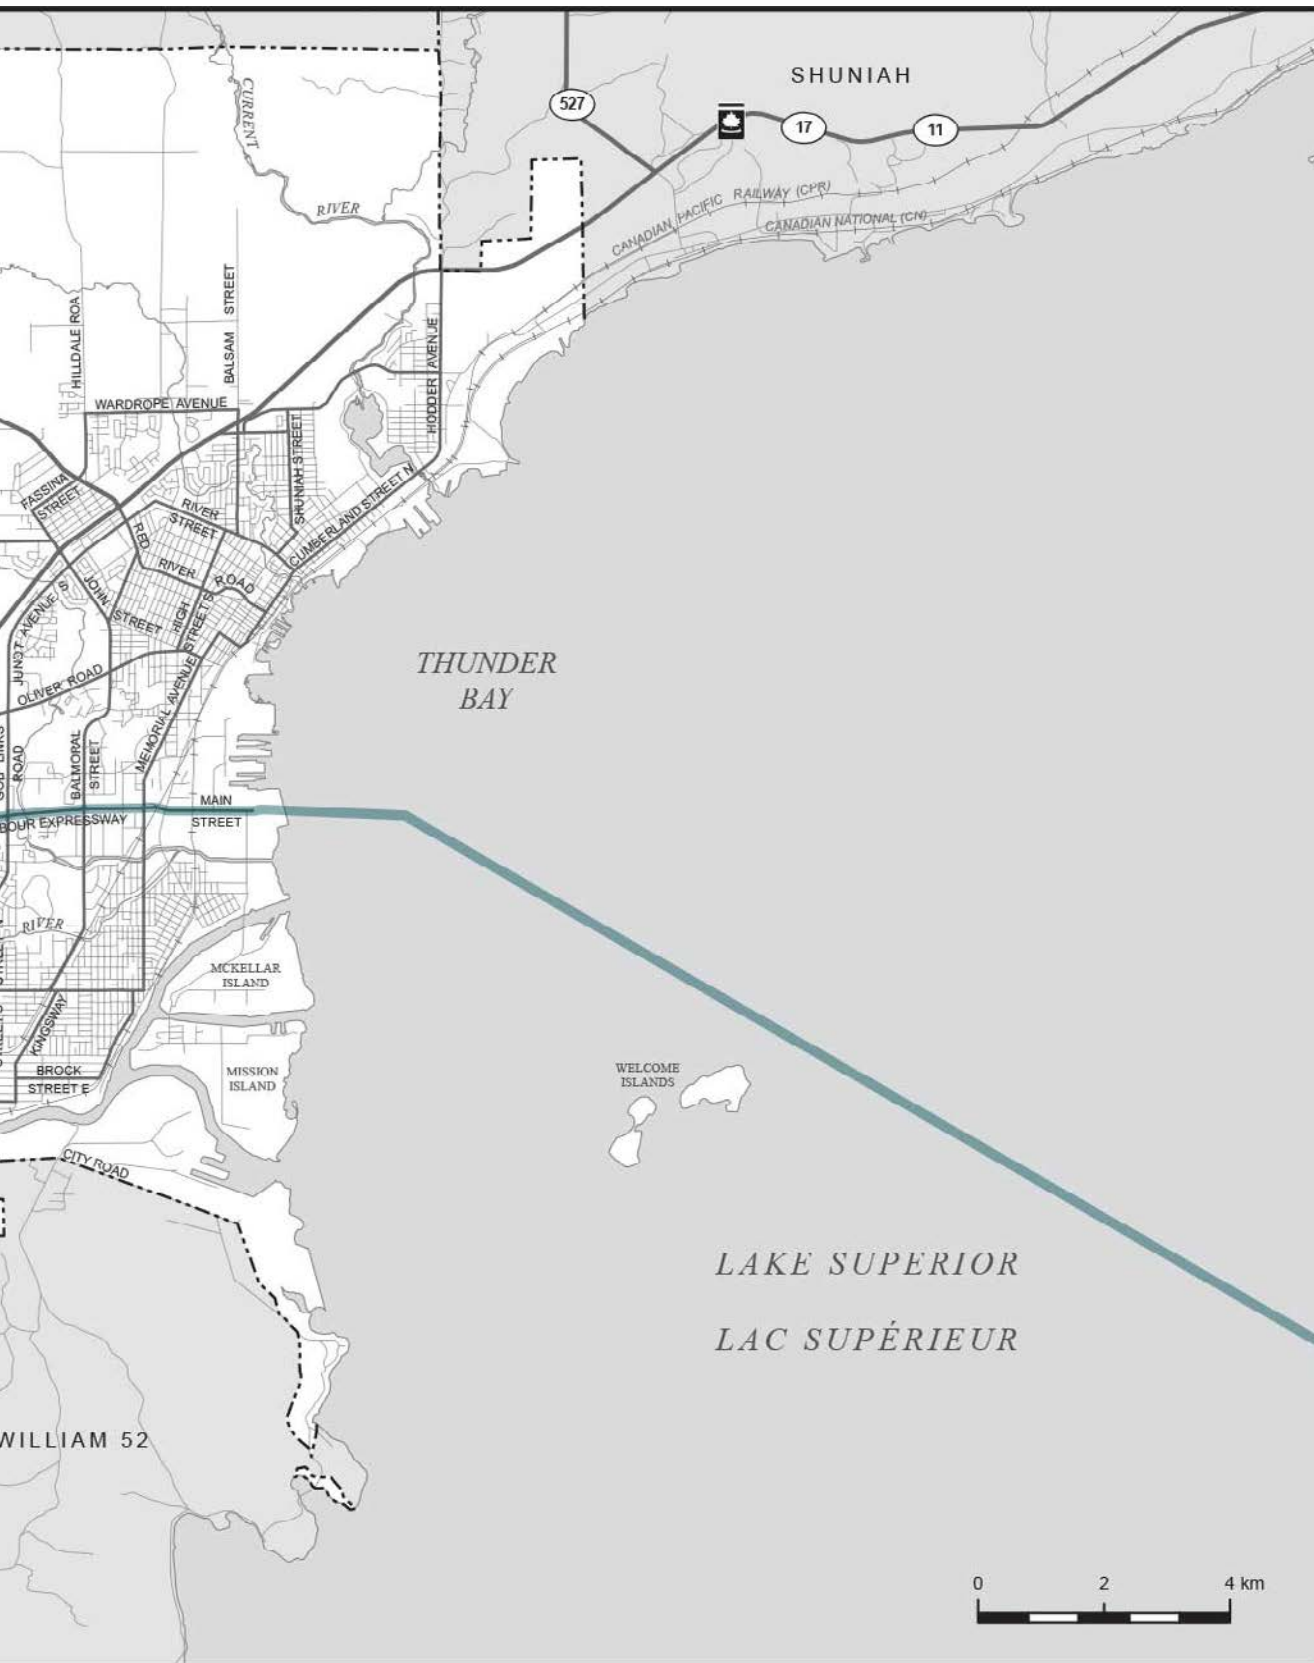 SHUNIAH
527
17
11
CURRENT
RIVER
CANADIAN PACIFIC RAILWAY (CPR)
CANADIAN NATIONAL (CN)
HILLDALE ROA
BALSAM STREET
HODDER AVENUE
WARDROPE AVENUE
SHUNIAH STREET
FASSINA
STREET
RIVER
STREET
CUMBERLAND STREET N
RED
RIVER
ROAD
JOHN
STREET
HIGH
STREET S
JUNOT AVENUE S
OLIVER ROAD
MEMORIAL AVENUE
THUNDER
BAY
ROAD
BALMORAL
STREET
MAIN
STREET
BOUR EXPRESSWAY
RIVER
MCKELLAR
ISLAND
KINGSWAY
MISSION
ISLAND
BROCK
STREET E
WELCOME
ISLANDS
CITY ROAD
LAKE SUPERIOR
LAC SUPÉRIEUR
WILLIAM 52
0 2 4 km